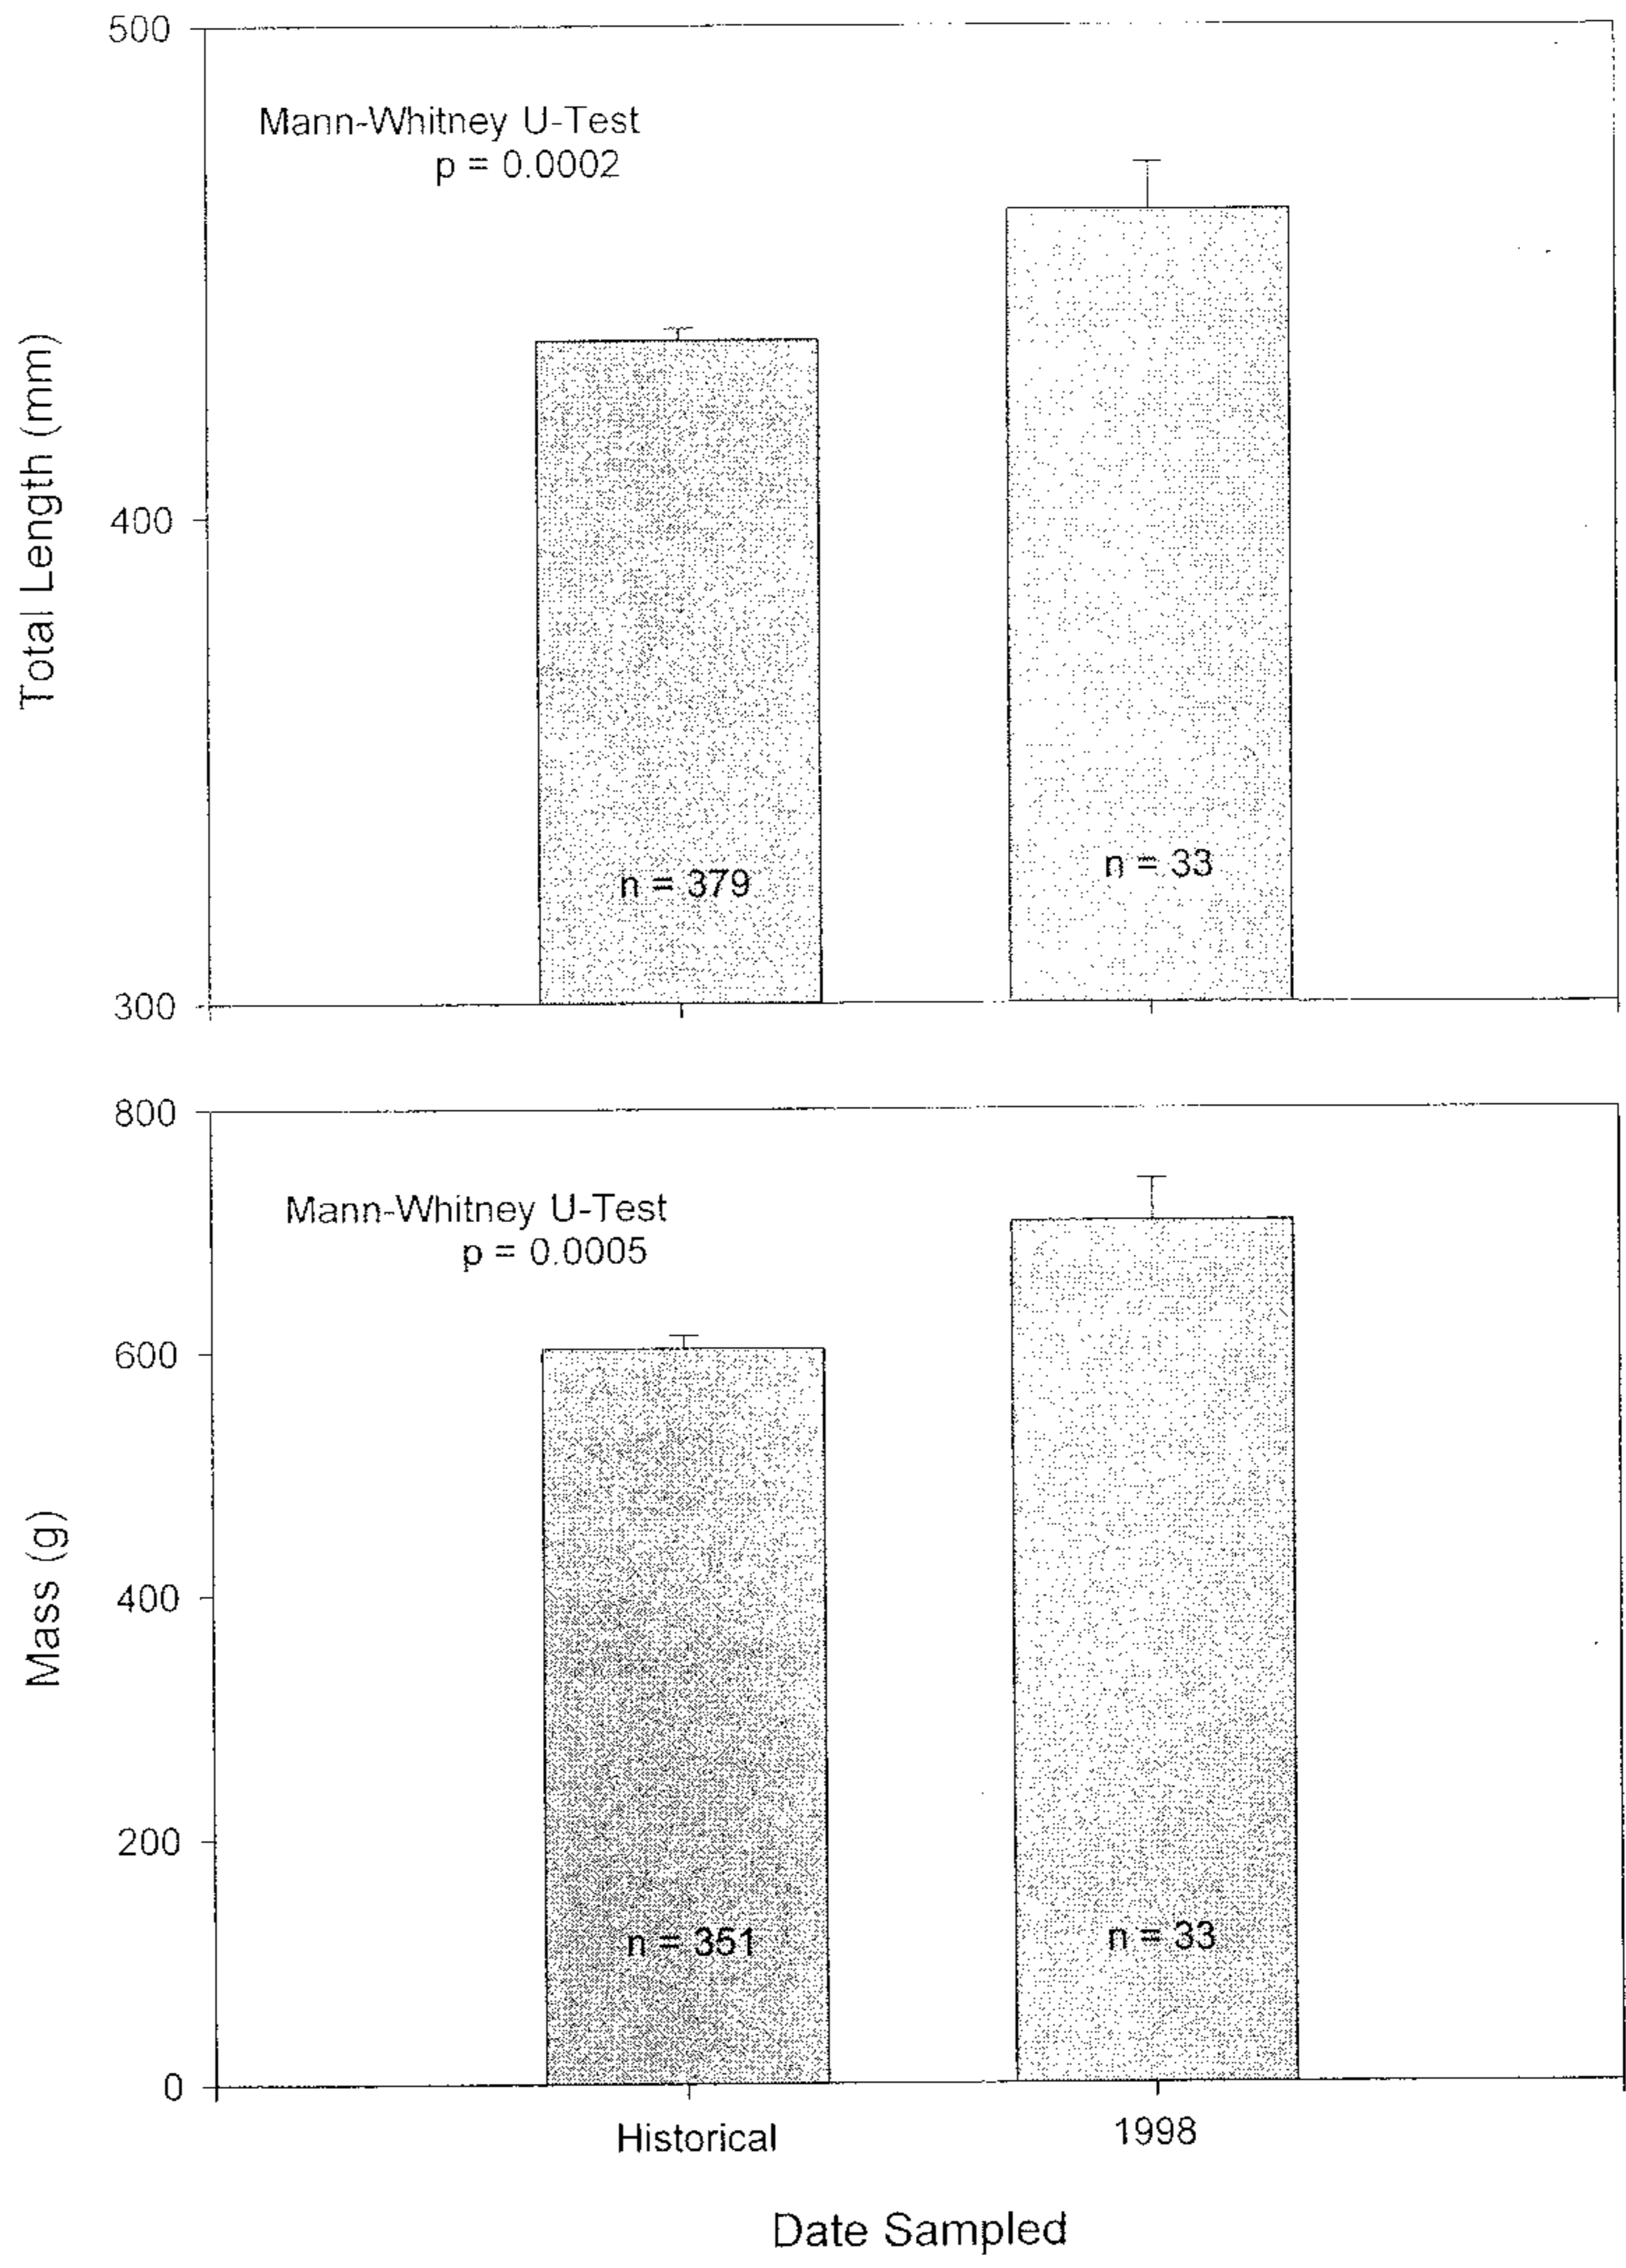 500
Mann-Whitney U-Test
p = 0.0002
Total Length (mm)
400
n = 379
n = 33
300
800
Mann-Whitney U-Test
p = 0.0005
600
Mass (g)
400
200
n = 351
n = 33
0
Historical
1998
Date Sampled